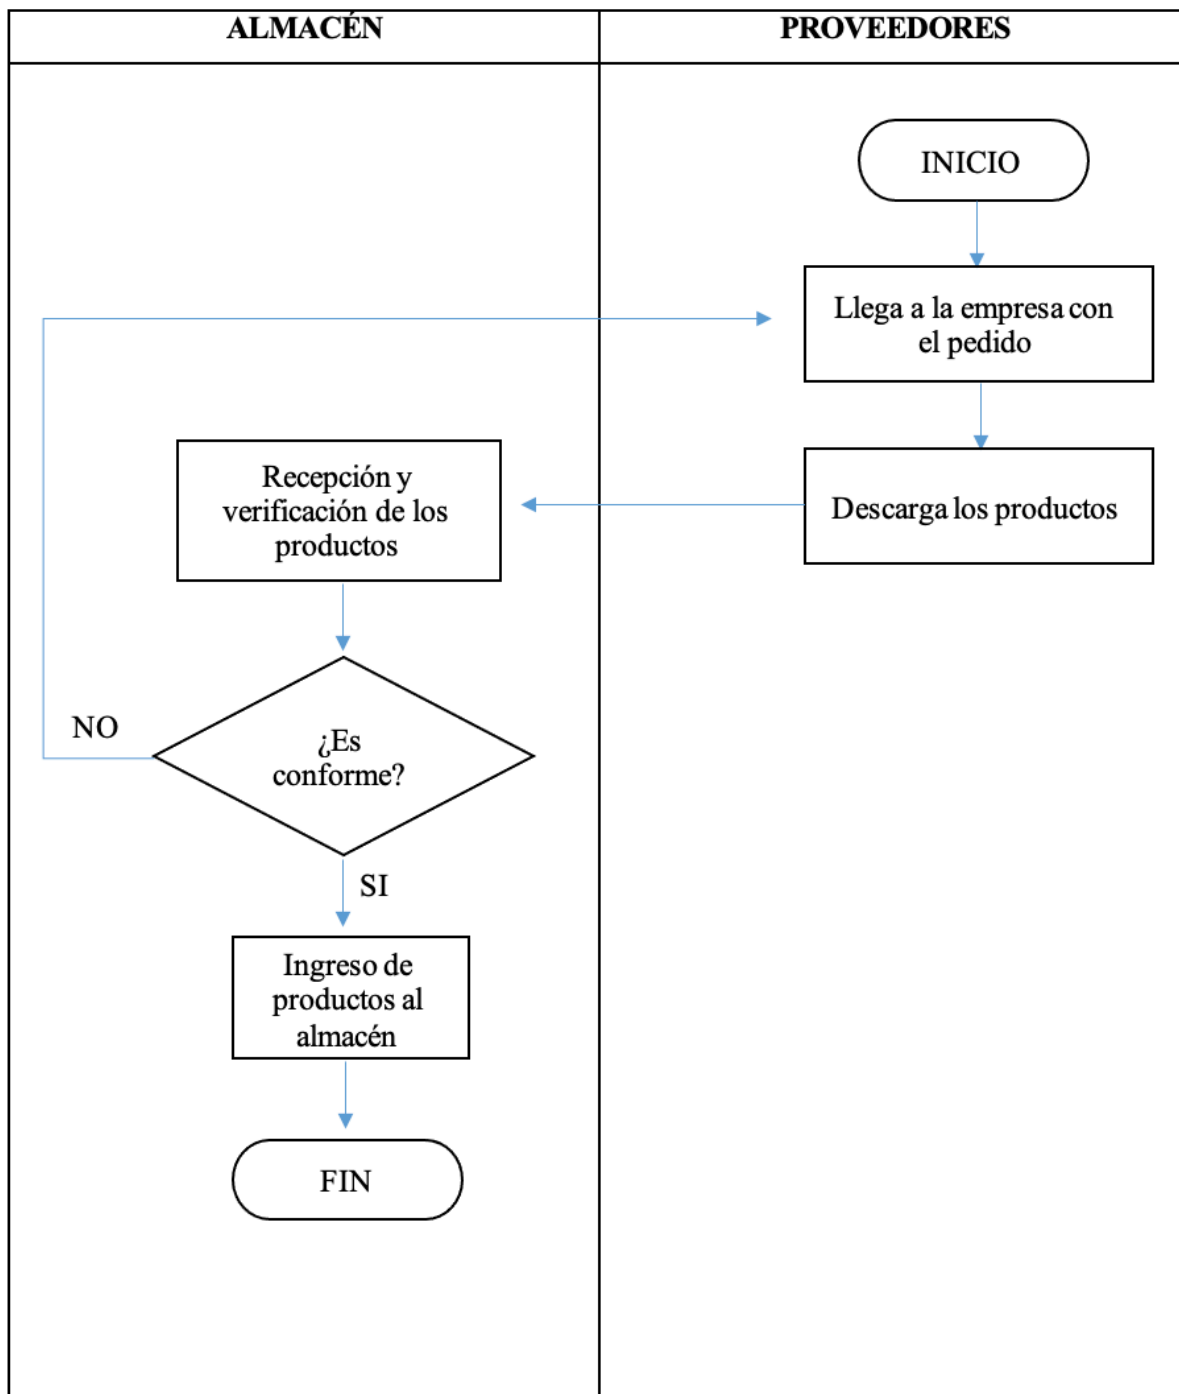 ALMACÉN
PROVEEDORES
INICIO
Llega a la empresa con
el pedido
Descarga los productos
Recepción y
verificación de los
productos
¿Es
conforme?
NO
SI
Ingreso de
productos al
almacén
FIN